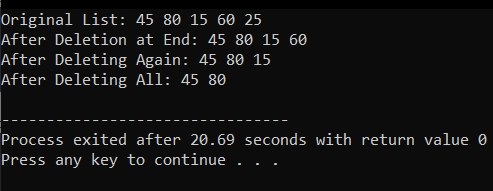 Original List: 45 80 15 60 25
After Deletion at End: 45 80 15 60
After Deleting Again: 45 80 15
After Deleting All: 45 80
--------------------------------
Process exited after 20.69 seconds with return value 0
Press any key to continue . . .